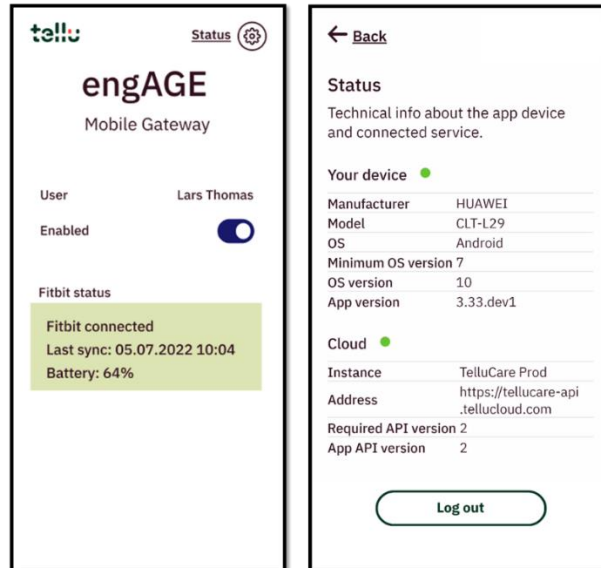 tellu
Status
engAGE
Mobile Gateway
User Lars Thomas
Enabled
Fitbit status
Fitbit connected
Last sync: 05.07.2022 10:04
Battery: 64%
Back
Status
Technical info about the app device
and connected service.
Your device
Manufacturer HUAWEI
Model CLT-L29
OS Android
Minimum OS version 7
OS version 10
App version 3.33.dev1
Cloud
Instance TelluCare Prod
Address https://tellucare-api
.tellucloud.com
Required API version 2
App API version 2
Log out